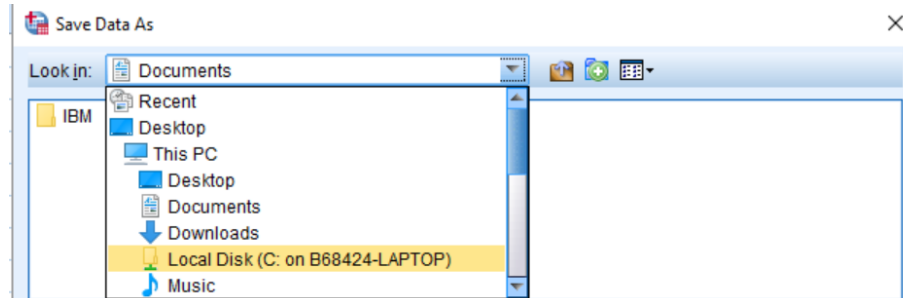 Save Data As
Look in: Documents
IBM
Recent
Desktop
This PC
Desktop
Documents
Downloads
Local Disk (C: on B68424-LAPTOP)
Music